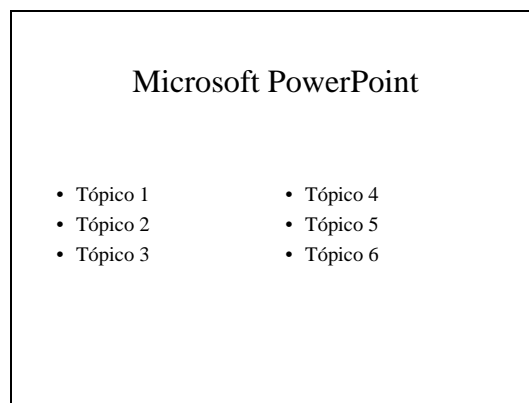 Microsoft PowerPoint
• Tópico 1
• Tópico 2
• Tópico 3
• Tópico 4
• Tópico 5
• Tópico 6